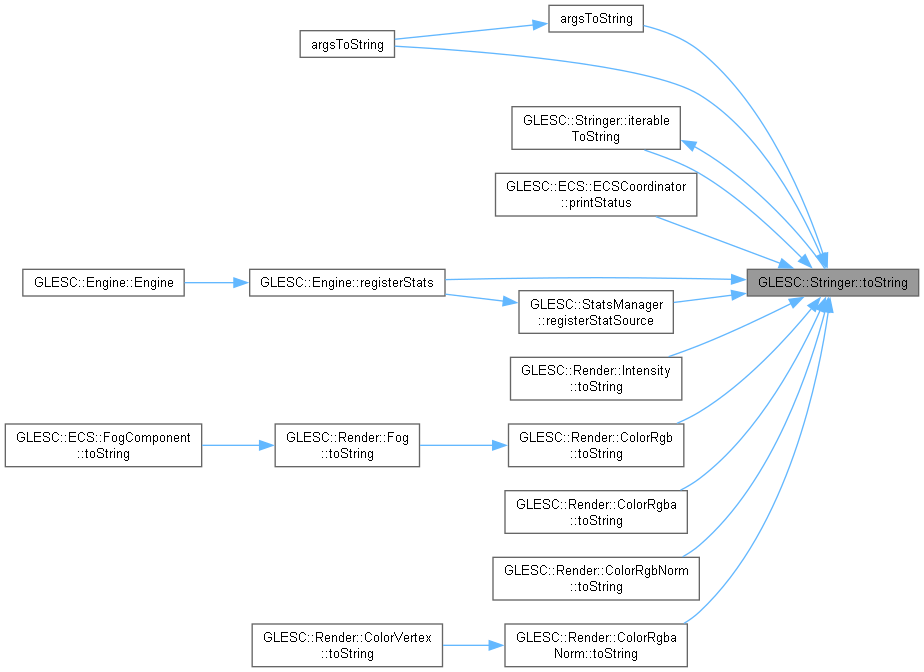 argsToString
argsToString
GLESC::Stringer::iterable
ToString
GLESC::ECS::ECSCoordinator
::printStatus
GLESC::Engine::Engine
GLESC::Engine::registerStats
GLESC::Stringer::toString
GLESC::StatsManager
::registerStatSource
GLESC::Render::Intensity
::toString
GLESC::ECS::FogComponent
::toString
GLESC::Render::Fog
::toString
GLESC::Render::ColorRgb
::toString
GLESC::Render::ColorRgba
::toString
GLESC::Render::ColorRgbNorm
::toString
GLESC::Render::ColorVertex
::toString
GLESC::Render::ColorRgba
Norm::toString